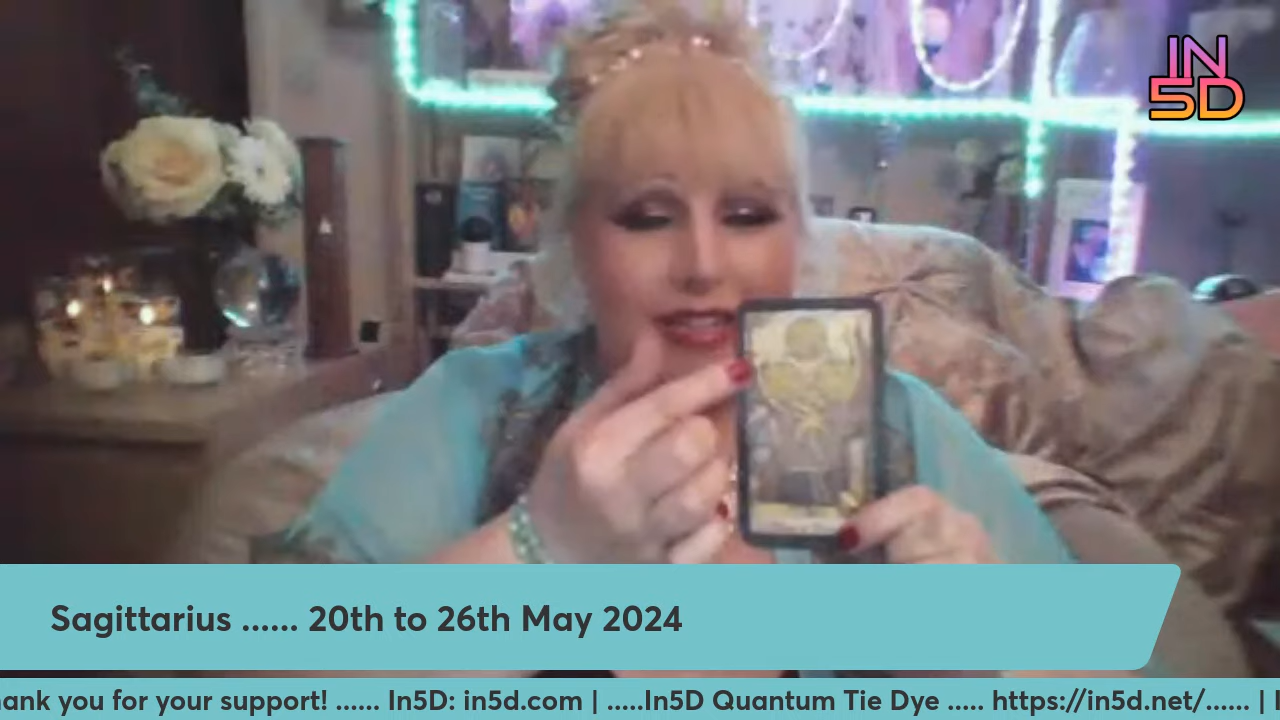 IN
5D
Sagittarius ...... 20th to 26th May 2024
ank you for your support! ...... In5D: in5d.com | .....In5D Quantum Tie Dye ..... https://in5d.net/...... |